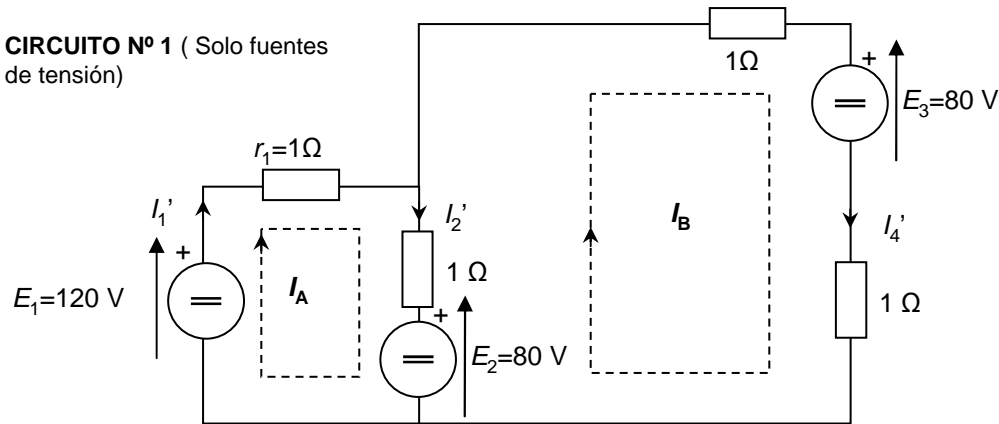 CIRCUITO Nº 1 ( Solo fuentes
de tensión)
1Ω
+
E3=80 V
r1=1Ω
I1’
+
I2’
IB
I4’
E1=120 V
IA
1 Ω
1 Ω
+
E2=80 V